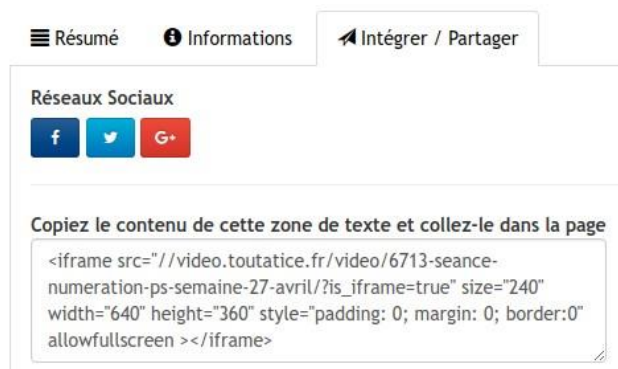 Résumé Informations Intégrer / Partager
Réseaux Sociaux
f G+
Copiez le contenu de cette zone de texte et collez-le dans la page
<iframe src="//video.toutatice.fr/video/6713-seance-
numeration-ps-semaine-27-avril/?is_iframe=true" size="240"
width="640" height="360" style="padding: 0; margin: 0; border:0"
allowfullscreen ></iframe>